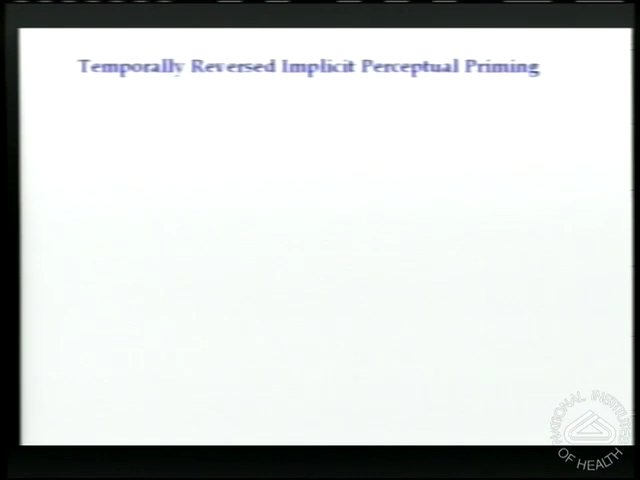 Temporally Reversed Implicit Perceptual Priming
NATIONAL INSTITUTES
OF HEALTH